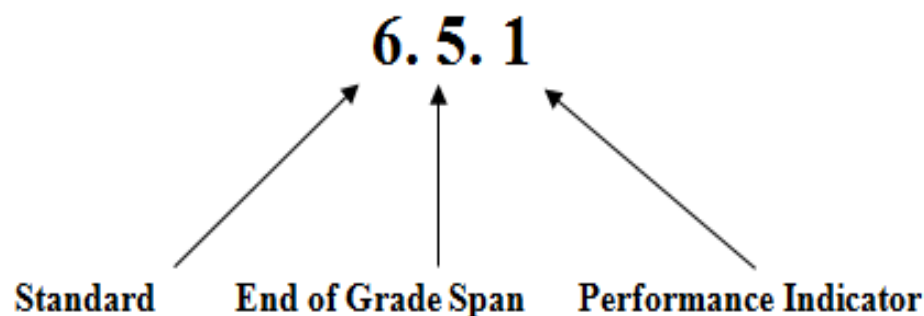 6. 5. 1
Standard End of Grade Span Performance Indicator